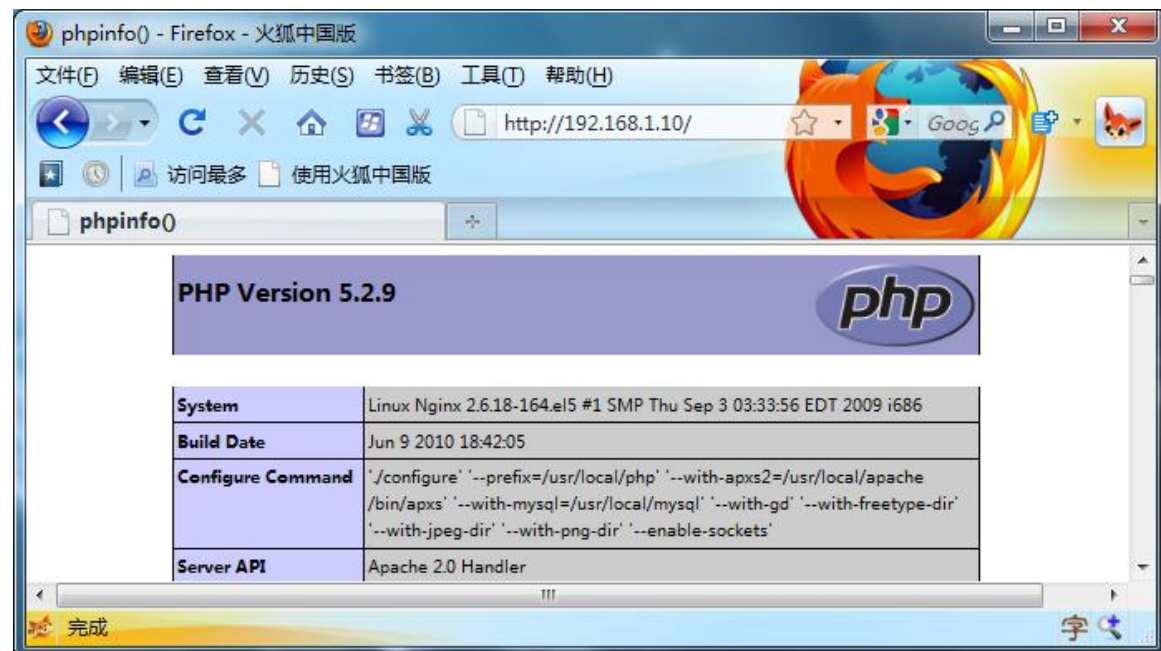 phpinfo() - Firefox - 火狐中国版
文件(F) 编辑(E) 查看(V) 历史(S) 书签(B) 工具(T) 帮助(H)
http://192.168.1.10/ Goog
访问最多 使用火狐中国版
phpinfo()
PHP Version 5.2.9
php
System Linux Nginx 2.6.18-164.el5 #1 SMP Thu Sep 3 03:33:56 EDT 2009 i686
Build Date Jun 9 2010 18:42:05
Configure Command './configure' '--prefix=/usr/local/php' '--with-apxs2=/usr/local/apache
/bin/apxs' '--with-mysql=/usr/local/mysql' '--with-gd' '--with-freetype-dir'
'--with-jpeg-dir' '--with-png-dir' '--enable-sockets'
Server API Apache 2.0 Handler
完成 字